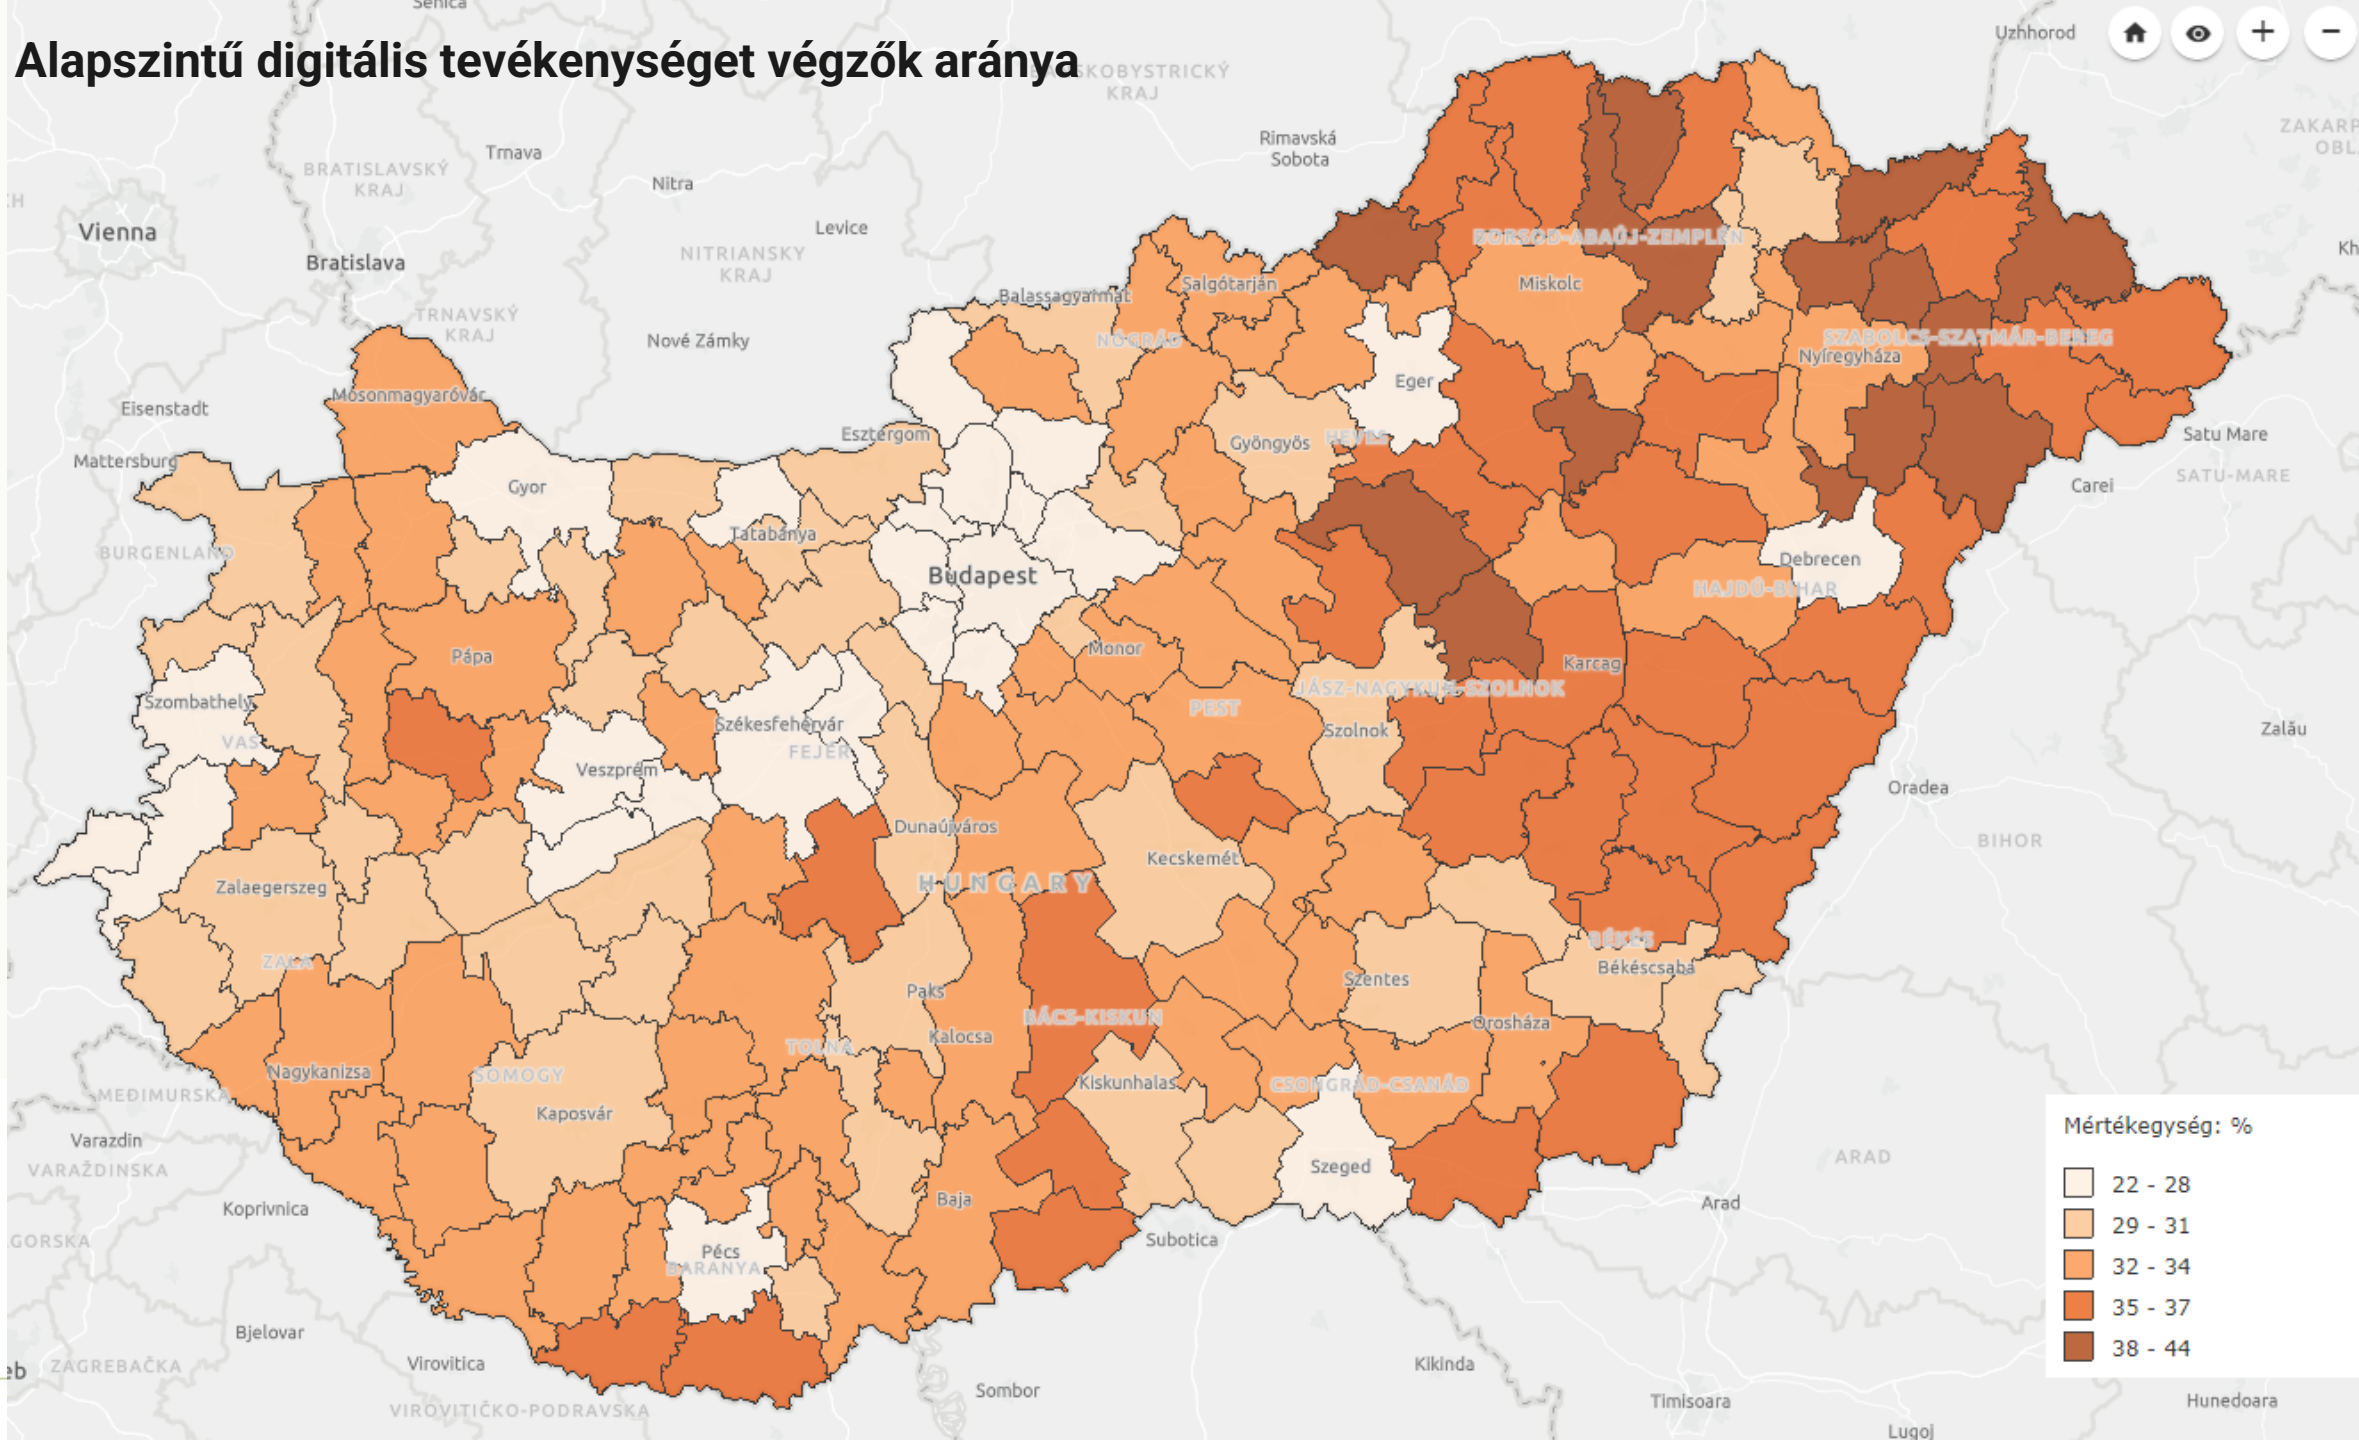 Senica
Alapszintű digitális tevékenységet végzők aránya
Uzhhorod
SKOBYSTRICKÝ
KRAJ
ZAKARP
OBL
Rimavská
Sobota
Trnava
BRATISLAVSKÝ
KRAJ
Nitra
CH
Vienna
Levice
BORSOD-ABAÚJ-ZEMPLÉN
Kh
Bratislava
NITRIANSKY
KRAJ
Salgótarján
Miskolc
Balassagyarmat
TRNAVSKÝ
KRAJ
Nové Zámky
NÓGRÁD
SZABOLCS-SZATMÁR-BEREG
Nyíregyháza
Eger
Mosonmagyaróvár
Eisenstadt
Esztergom
Gyöngyös
HEVES
Satu Mare
Mattersburg
SATU-MARE
Gyor
Carei
Tatabánya
BURGENLAND
Debrecen
Budapest
HAJDÚ-BIHAR
Pápa
Monor
Karcag
JÁSZ-NAGYKUN-SZOLNOK
Szombathely
PEST
Székesfehérvár
Szolnok
Zalău
VAS
FEJÉR
Veszprém
Oradea
Dunaújváros
BIHOR
Kecskemét
Zalaegerszeg
HUNGARY
BÉKÉS
ZALA
Békéscsaba
Szentes
Paks
BÁCS-KISKUN
Orosháza
Kalocsa
TOLNA
Nagykanizsa
SOMOGY
Kiskunhalas
CSONGRÁD-CSANÁD
MEĐIMURSKA
Kaposvár
Mértékegység: %
Varazdin
ARAD
VARAŽDINSKA
Szeged
22 - 28
Baja
Arad
Koprivnica
29 - 31
GORSKA
Subotica
Pécs
BARANYA
32 - 34
35 - 37
Bjelovar
38 - 44
ZAGREBAČKA
Virovitica
Kikinda
eb
Sombor
Timisoara
Hunedoara
VIROVITIČKO-PODRAVSKA
Lugoj